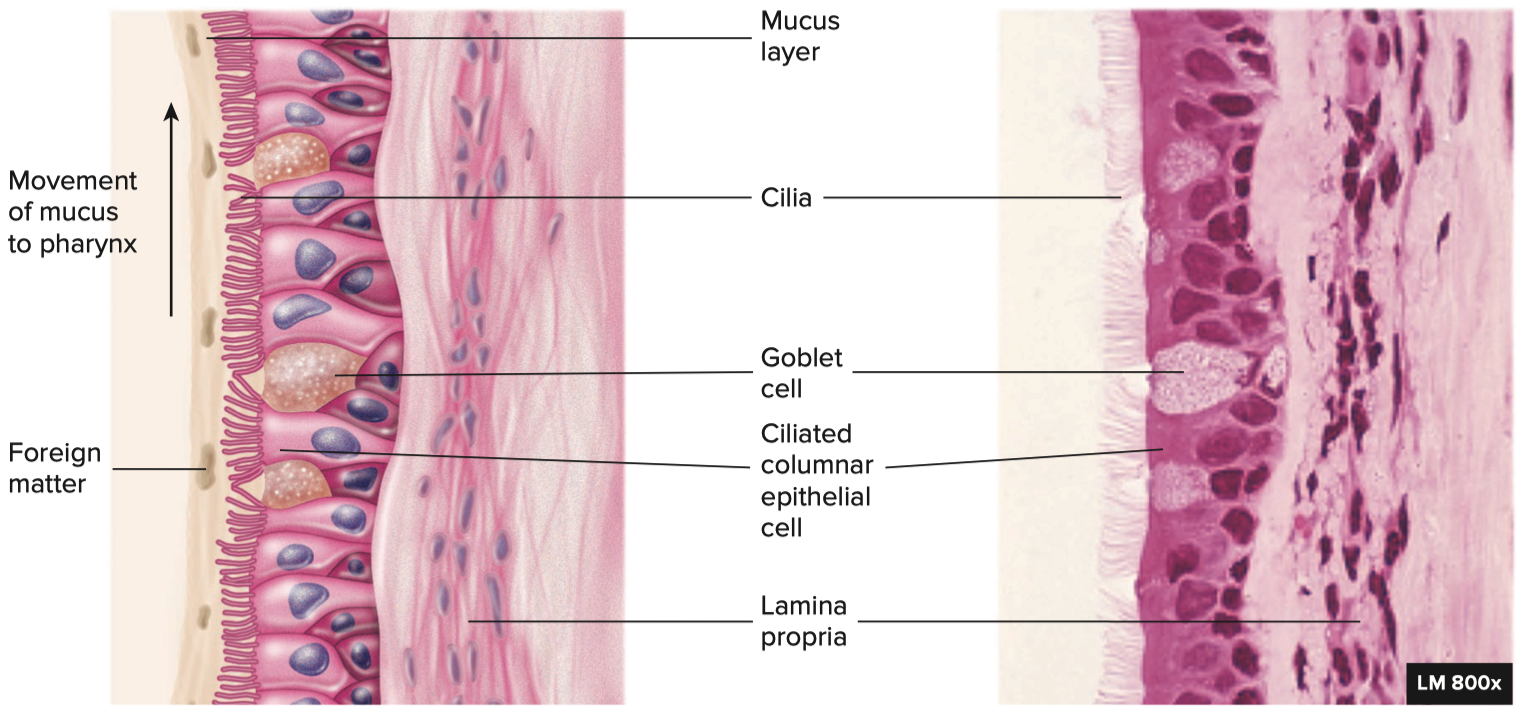 Mucus
layer
Movement
of mucus
to pharynx
Cilia
Goblet
cell
Foreign
matter
Ciliated
columnar
epithelial
cell
Lamina
propria
LM 800x